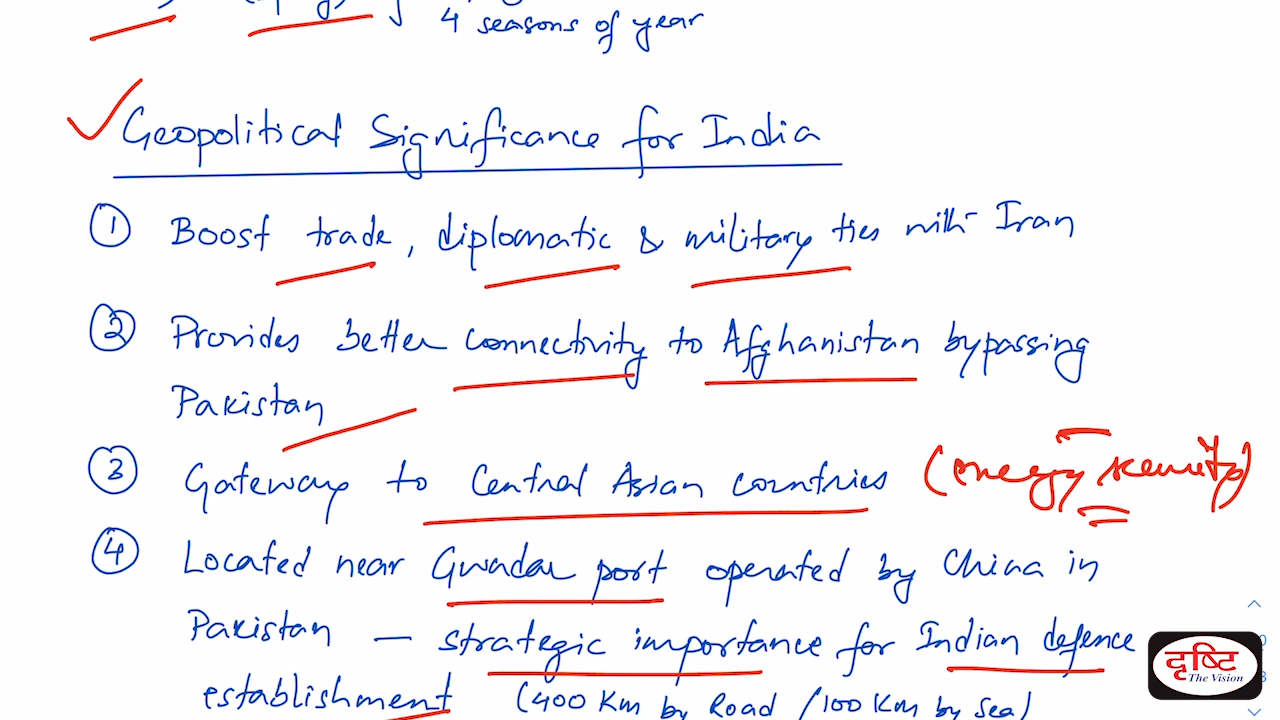 4 seasons of year
Geopolitical Significance for India
① Boost trade, diplomatic & military ties with Iran
② Provides better connectivity to Afghanistan bypassing
Pakistan
③ Gateway to Central Asian countries (energy security)
④ Located near Gwadar port operated by China in
Pakistan — strategic importance for Indian defence
establishment (400 Km by Road / 100 Km by Sea)
दृष्टि
The Vision